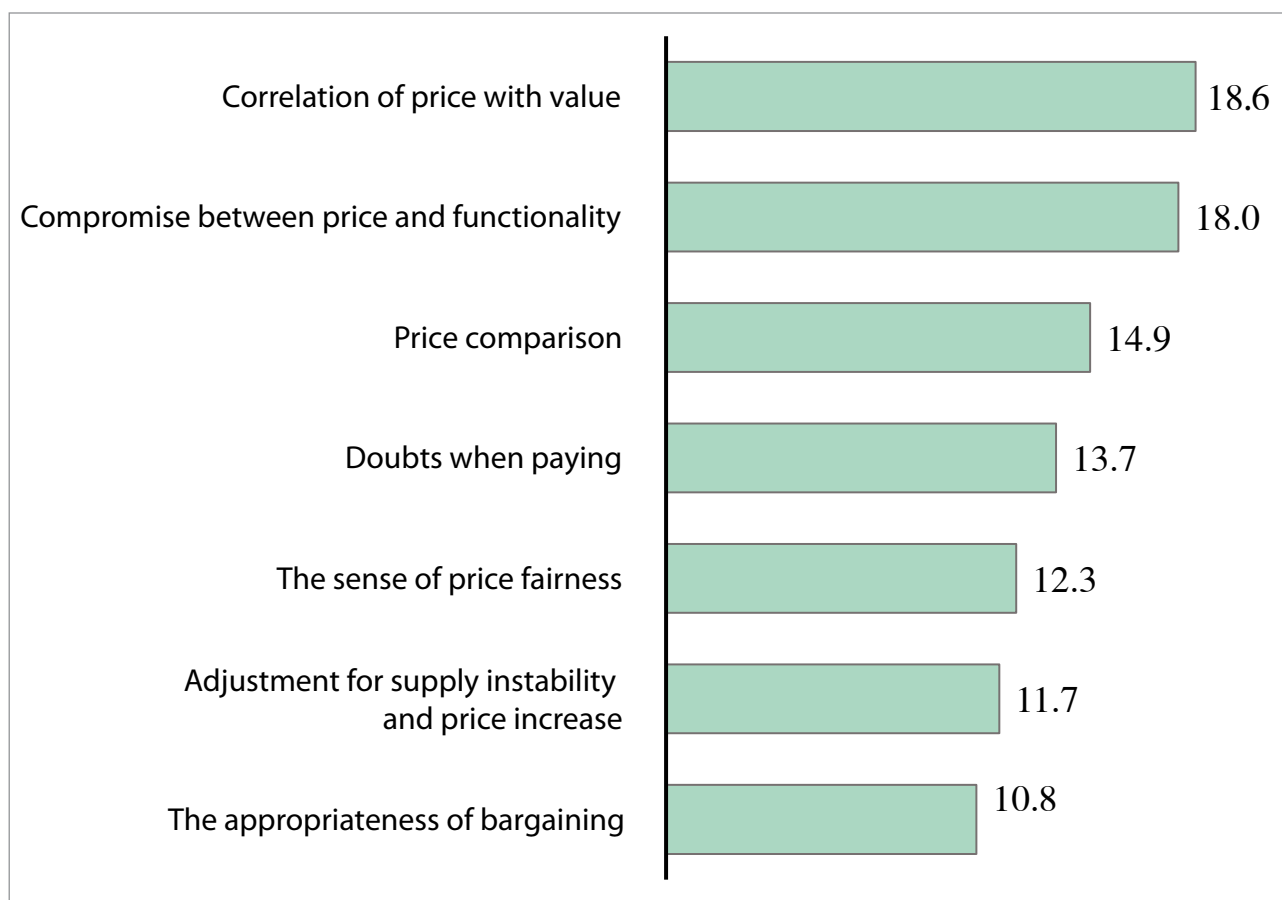 Correlation of price with value
18.6
Compromise between price and functionality
18.0
Price comparison
14.9
Doubts when paying
13.7
The sense of price fairness
12.3
Adjustment for supply instability
and price increase
11.7
The appropriateness of bargaining
10.8